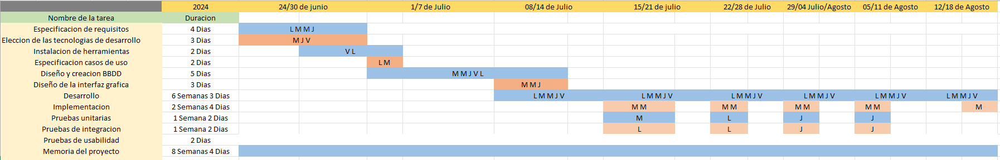 2024 24/30 de junio 1/7 de Julio 08/14 de Julio 15/21 de julio 22/28 de Julio 29/04 Julio/Agosto 05/11 de Agosto 12/18 de Agosto
Nombre de la tarea Duracion
Especificacion de requisitos 4 Dias L M M J
Eleccion de las tecnologias de desarrollo 3 Dias M J V
Instalacion de herramientas 2 Dias V L
Especificacion casos de uso 2 Dias L M
Diseño y creacion BBDD 5 Dias M M J V L
Diseño de la interfaz grafica 3 Dias M M J
Desarrollo 6 Semanas 3 Dias L M M J V L M M J V L M M J V L M M J V L M M J V L M M J V
Implementacion 2 Semanas 4 Dias M M M M M M M M M
Pruebas unitarias 1 Semana 2 Dias M L J J
Pruebas de integracion 1 Semana 2 Dias L L J J
Pruebas de usabilidad 2 Dias
Memoria del proyecto 8 Semanas 4 Dias